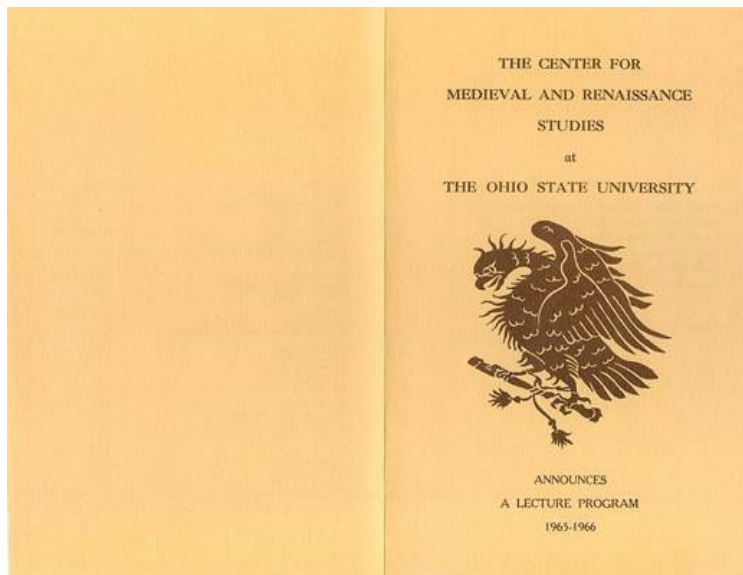 THE CENTER FOR
MEDIEVAL AND RENAISSANCE
STUDIES
at
THE OHIO STATE UNIVERSITY
ANNOUNCES
A LECTURE PROGRAM
1965-1966